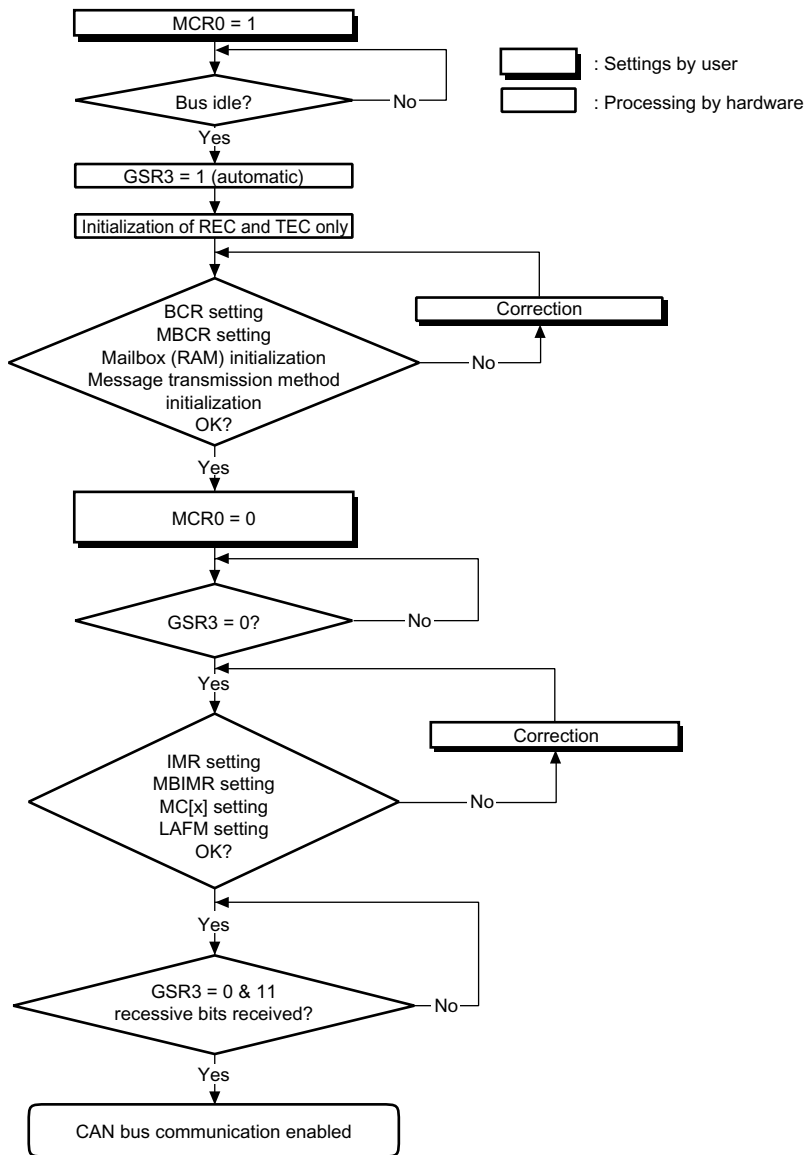 MCR0 = 1
: Settings by user
Bus idle?
No
: Processing by hardware
Yes
GSR3 = 1 (automatic)
Initialization of REC and TEC only
BCR setting
MBCR setting
Mailbox (RAM) initialization
Message transmission method
initialization
OK?
Correction
No
Yes
MCR0 = 0
GSR3 = 0?
No
Yes
Correction
IMR setting
MBIMR setting
MC[x] setting
LAFM setting
OK?
No
Yes
GSR3 = 0 & 11
recessive bits received?
No
Yes
CAN bus communication enabled